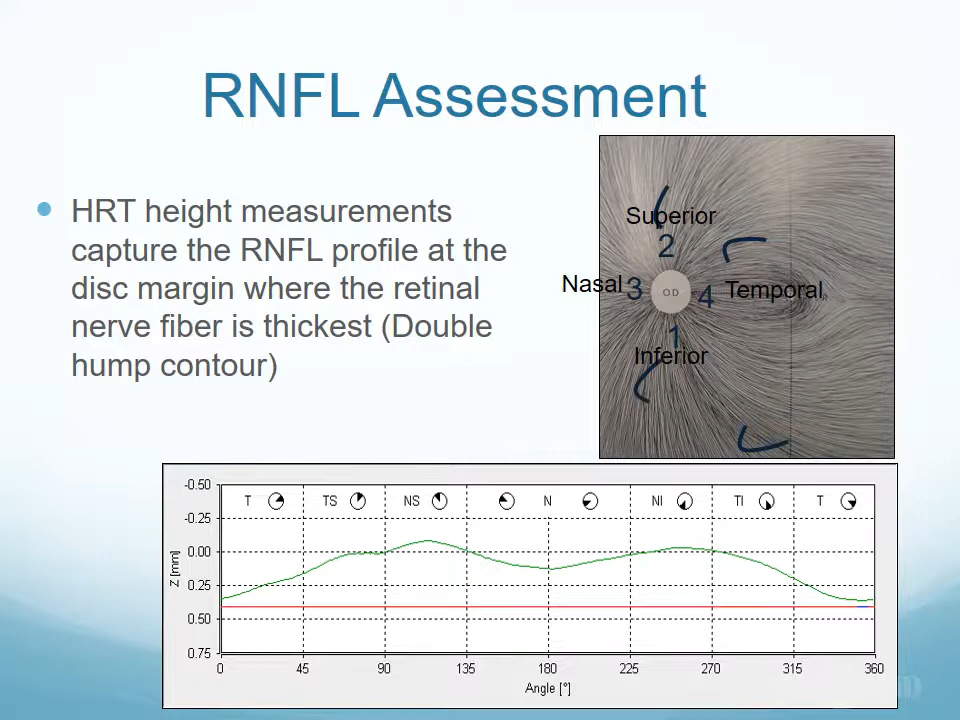 RNFL Assessment
HRT height measurements
capture the RNFL profile at the
disc margin where the retinal
nerve fiber is thickest (Double
hump contour)
Superior
2
Nasal 3 OD 4 Temporal
1
Inferior
-0.50
-0.25
0.00
0.25
0.50
0.75
Z [mm]
T TS NS N NI TI T
0 45 90 135 180 225 270 315 360
Angle [°]